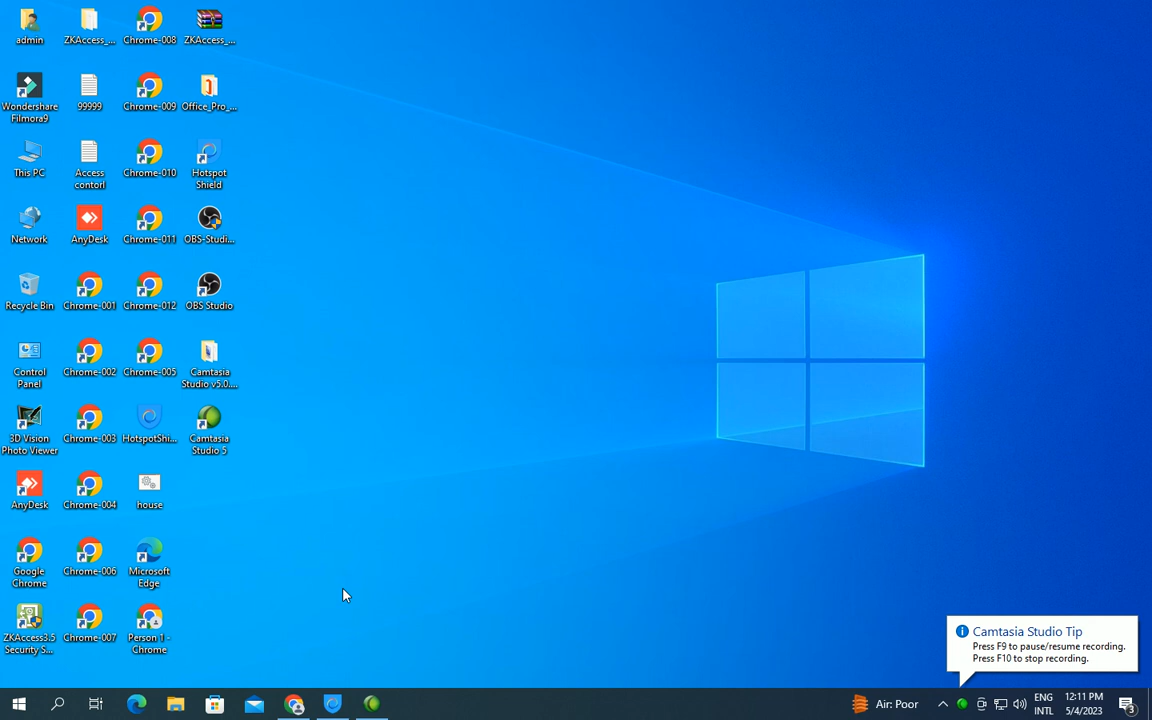 admin
ZKAccess_...
Chrome-008
ZKAccess_...
Wondershare
Filmora9
99999
Chrome-009
Office_Pro_...
This PC
Access
contorl
Chrome-010
Hotspot
Shield
Network
AnyDesk
Chrome-011
OBS-Studi...
Recycle Bin
Chrome-001
Chrome-012
OBS Studio
Control
Panel
Chrome-002
Chrome-005
Camtasia
Studio v5.0....
3D Vision
Photo Viewer
Chrome-003
HotspotShi...
Camtasia
Studio 5
AnyDesk
Chrome-004
house
Google
Chrome
Chrome-006
Microsoft
Edge
ZKAccess3.5
Security S...
Chrome-007
Person 1 -
Chrome
Camtasia Studio Tip
Press F9 to pause/resume recording.
Press F10 to stop recording.
Air: Poor
ENG
INTL
12:11 PM
5/4/2023
3